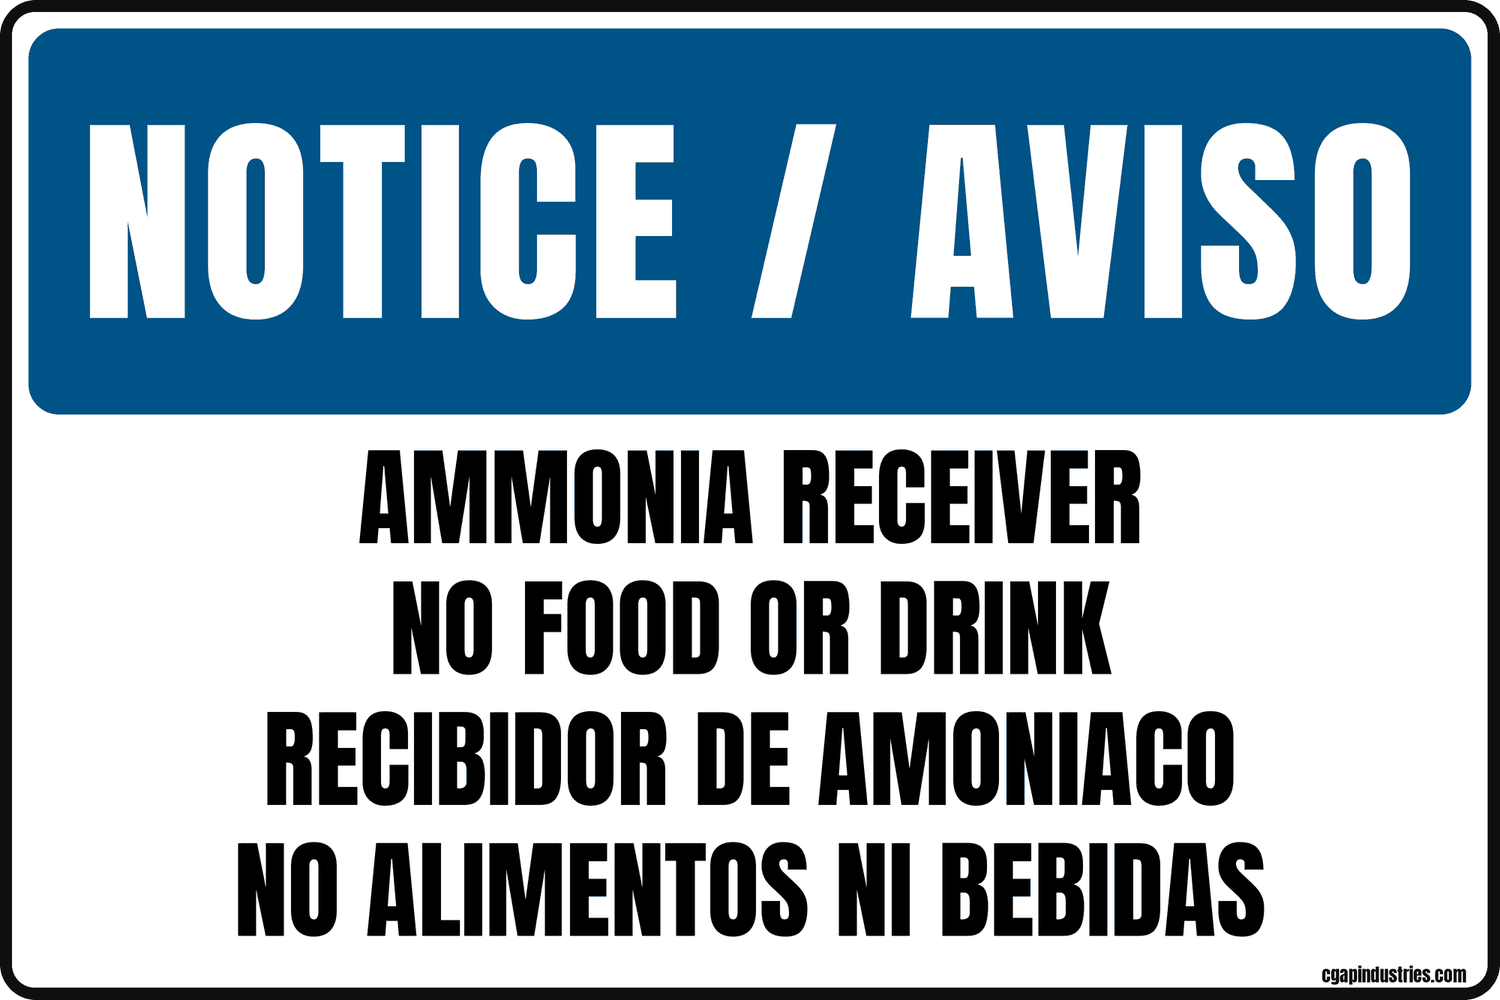 NOTICE / AVISO
AMMONIA RECEIVER
NO FOOD OR DRINK
RECIBIDOR DE AMONIACO
NO ALIMENTOS NI BEBIDAS
cgapindustries.com